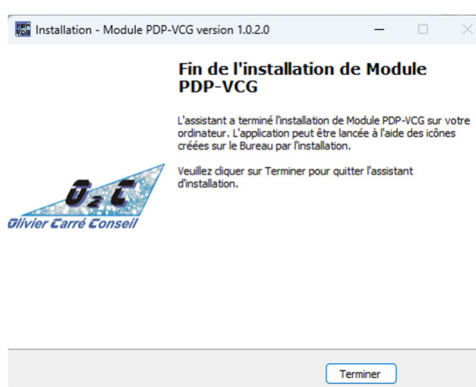 PDP
VCG
Installation - Module PDP-VCG version 1.0.2.0
Fin de l'installation de Module
PDP-VCG
L'assistant a terminé l'installation de Module PDP-VCG sur votre
ordinateur. L'application peut être lancée à l'aide des icônes
créées sur le Bureau par l'installation.
Veuillez cliquer sur Terminer pour quitter l'assistant
d'installation.
O2C
Olivier Carré Conseil
Terminer